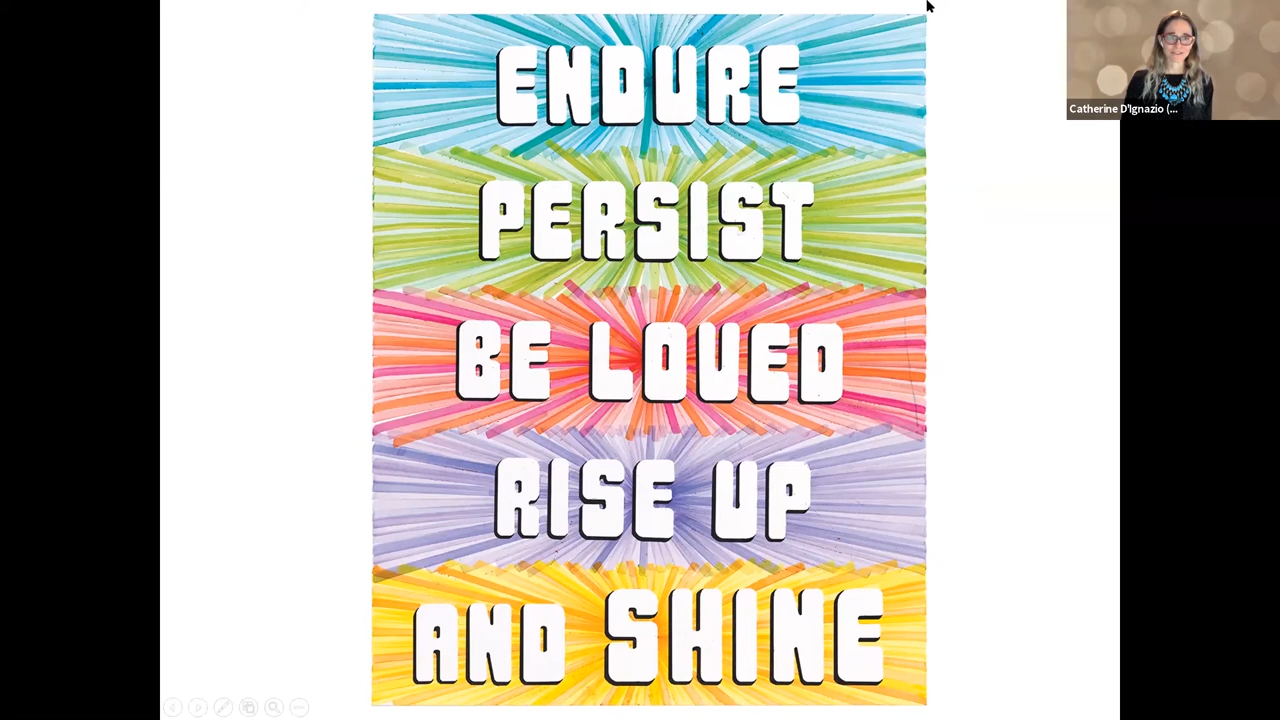 ENDURE
PERSIST
BE LOVED
RISE UP
AND SHINE
Catherine D'Ignazio (...